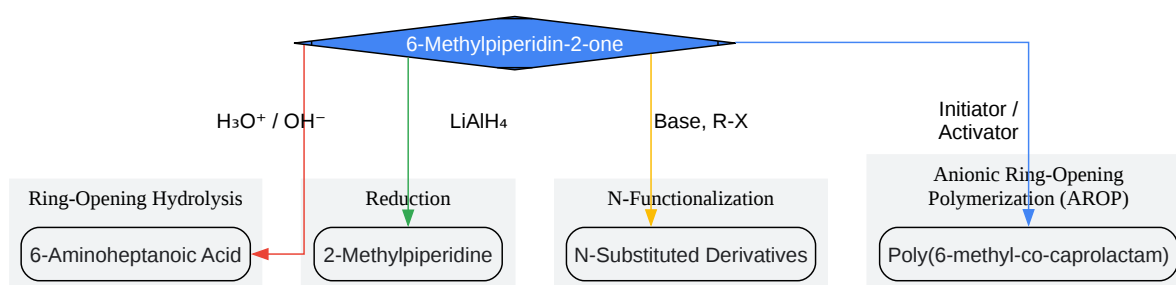 6-Methylpiperidin-2-one
H₃O⁺ / OH⁻
LiAlH₄
Base, R-X
Initiator /
Activator
Ring-Opening Hydrolysis
Reduction
N-Functionalization
Anionic Ring-Opening
Polymerization (AROP)
6-Aminoheptanoic Acid
2-Methylpiperidine
N-Substituted Derivatives
Poly(6-methyl-co-caprolactam)